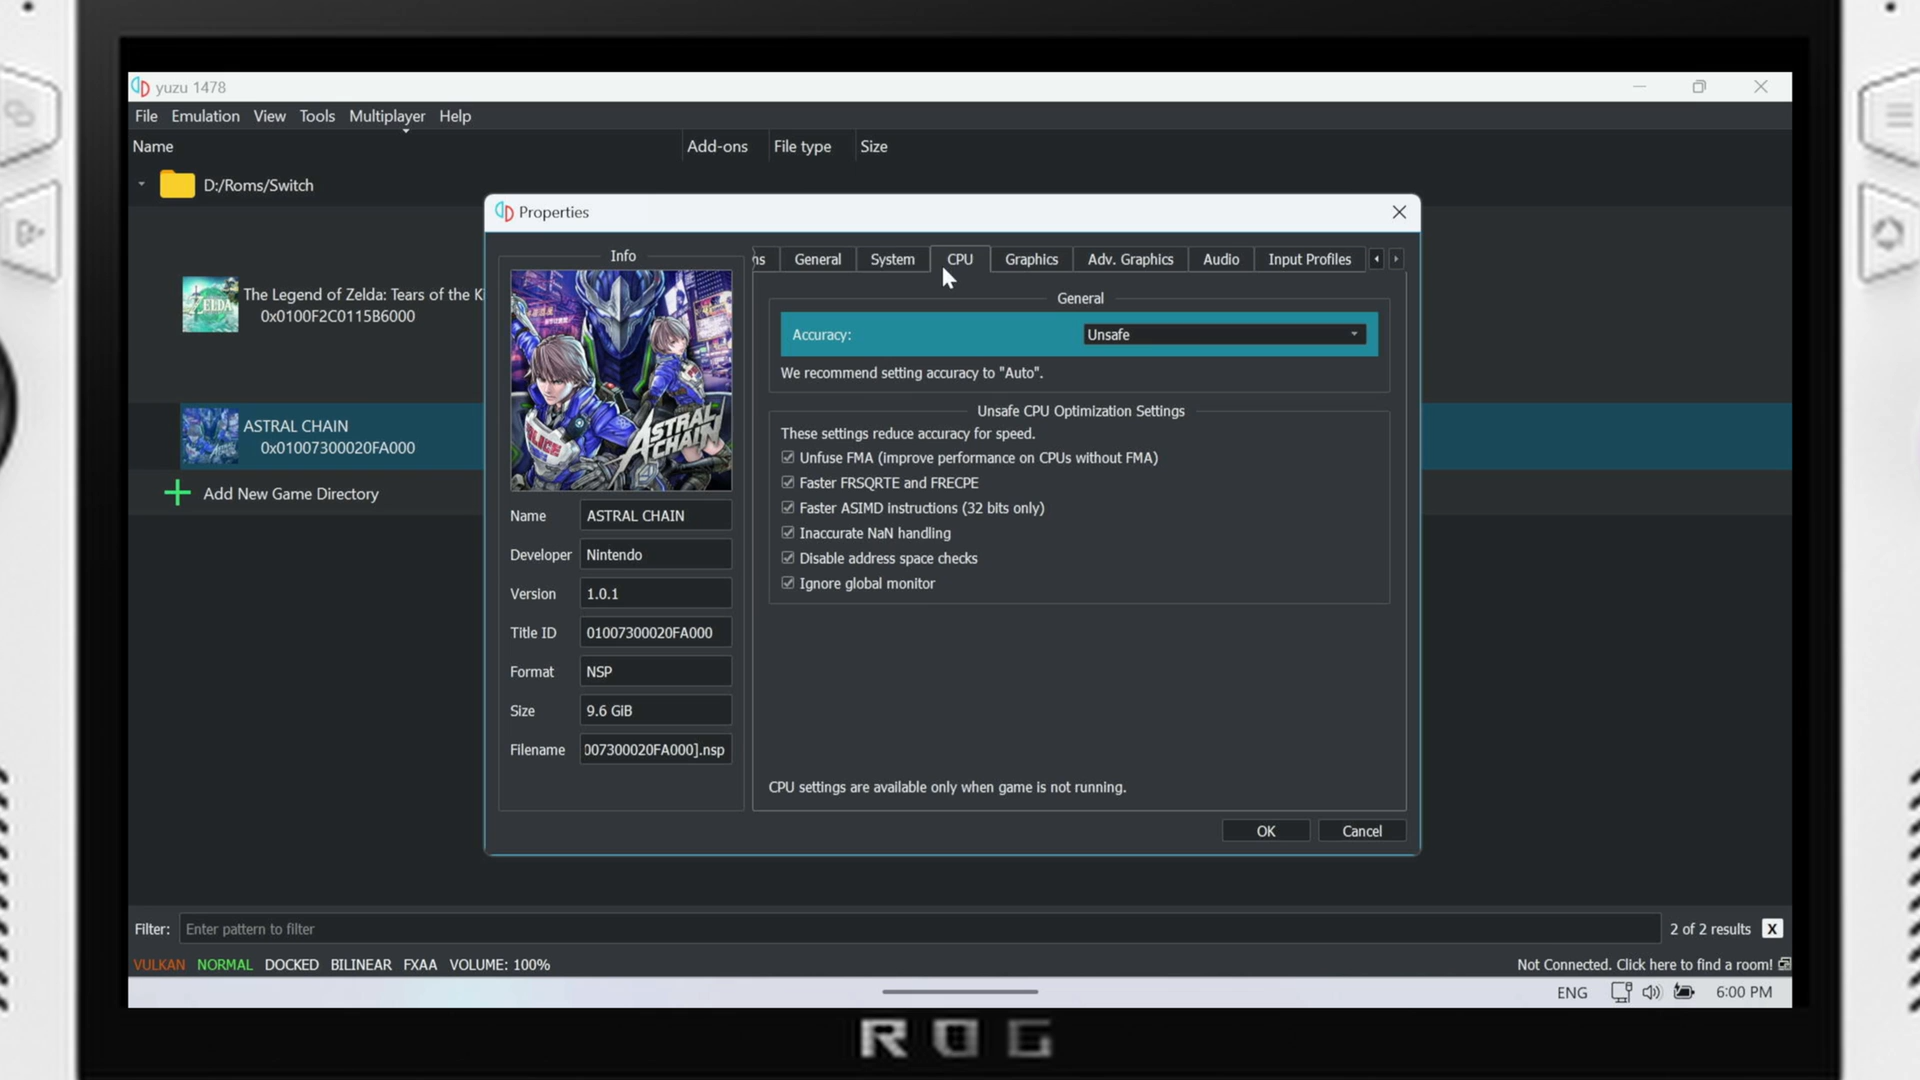 yuzu 1478
File Emulation View Tools Multiplayer Help
Name Add-ons File type Size
D:/Roms/Switch
Properties
Info
ns General System CPU Graphics Adv. Graphics Audio Input Profiles
General
Accuracy: Unsafe
We recommend setting accuracy to "Auto".
ZELDA
The Legend of Zelda: Tears of the K
0x0100F2C0115B6000
ASTRAL CHAIN
0x01007300020FA000
Add New Game Directory
POLICE
ASTRAL CHAIN
Unsafe CPU Optimization Settings
These settings reduce accuracy for speed.
Unfuse FMA (improve performance on CPUs without FMA)
Faster FRSQRTE and FRECPE
Faster ASIMD instructions (32 bits only)
Inaccurate NaN handling
Disable address space checks
Ignore global monitor
Name ASTRAL CHAIN
Developer Nintendo
Version 1.0.1
Title ID 01007300020FA000
Format NSP
Size 9.6 GiB
Filename 007300020FA000].nsp
CPU settings are available only when game is not running.
OK Cancel
Filter: Enter pattern to filter 2 of 2 results X
VULKAN NORMAL DOCKED BILINEAR FXAA VOLUME: 100% Not Connected. Click here to find a room!
ENG 6:00 PM
ROG